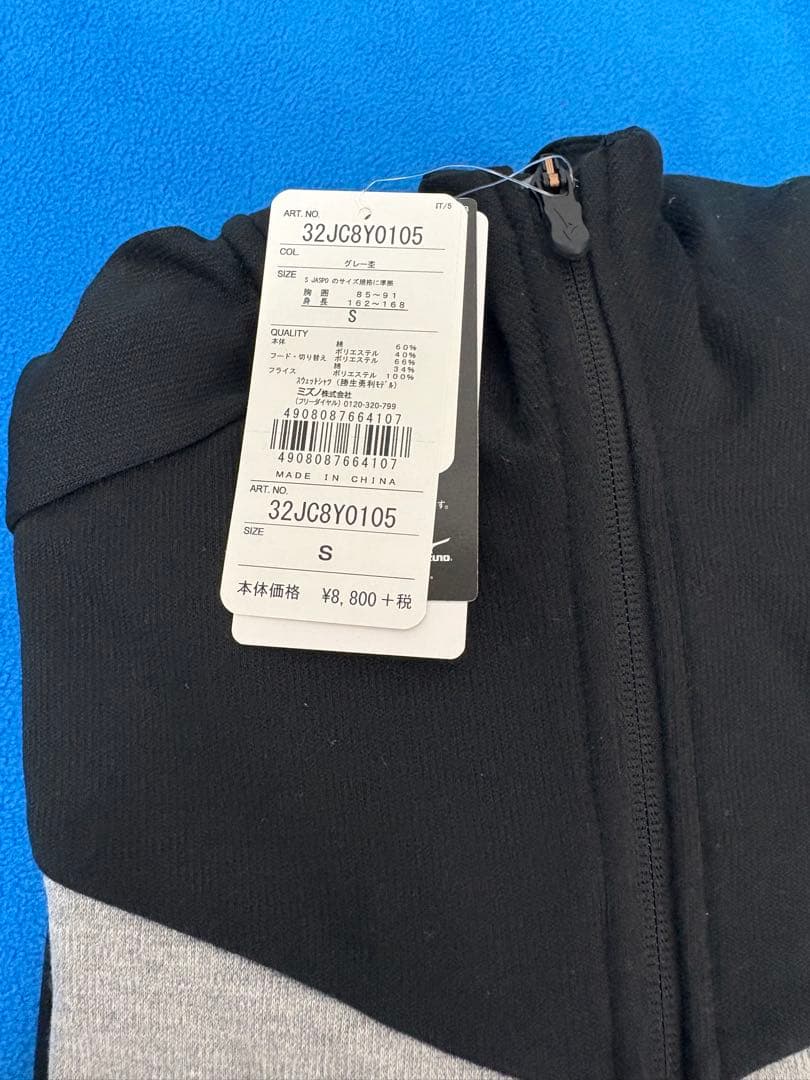 IT/5
ART. NO.
32JC8Y0105
COL.
グレー杢
SIZE
S JASPO のサイズ規格に準拠
胸 囲 85~91
身 長 162~168
S
QUALITY
本体 綿 60%
ポリエステル 40%
フード・切り替え ポリエステル 66%
綿 34%
フライス ポリエステル 100%
スウェットシャツ (勝生勇利モデル)
ミズノ株式会社
(フリーダイヤル) 0120-320-799
4908087664107
4908087664107
MADE IN CHINA
ART. NO.
32JC8Y0105
SIZE
S
本体価格 ¥8,800+税
す。